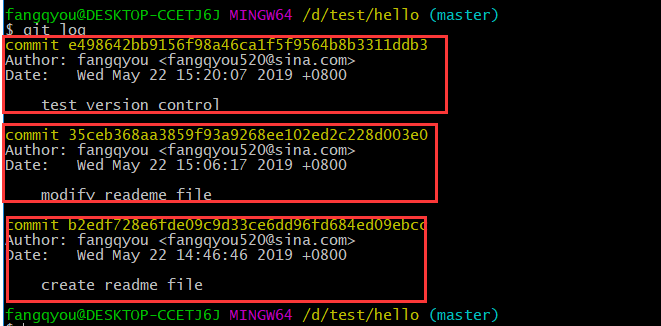 fangqyou@DESKTOP-CCETJ6J MINGW64 /d/test/hello (master)
$ git log
commit e498642bb9156f98a46ca1f5f9564b8b3311ddb3
Author: fangqyou <fangqyou520@sina.com>
Date:   Wed May 22 15:20:07 2019 +0800
    test version control
commit 35ceb368aa3859f93a9268ee102ed2c228d003e0
Author: fangqyou <fangqyou520@sina.com>
Date:   Wed May 22 15:06:17 2019 +0800
    modify reademe file
commit b2edf728e6fde09c9d33ce6dd96fd684ed09ebcc
Author: fangqyou <fangqyou520@sina.com>
Date:   Wed May 22 14:46:46 2019 +0800
    create readme file
fangqyou@DESKTOP-CCETJ6J MINGW64 /d/test/hello (master)
$